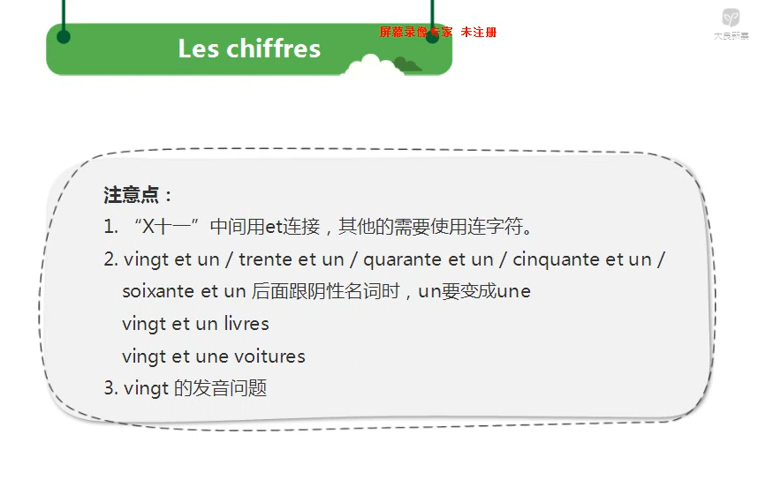 Les chiffres
屏幕录像专家 未注册
大良新慕
注意点：
1. “X十一”中间用et连接，其他的需要使用连字符。
2. vingt et un / trente et un / quarante et un / cinquante et un /
soixante et un 后面跟阴性名词时，un要变成une
vingt et un livres
vingt et une voitures
3. vingt 的发音问题